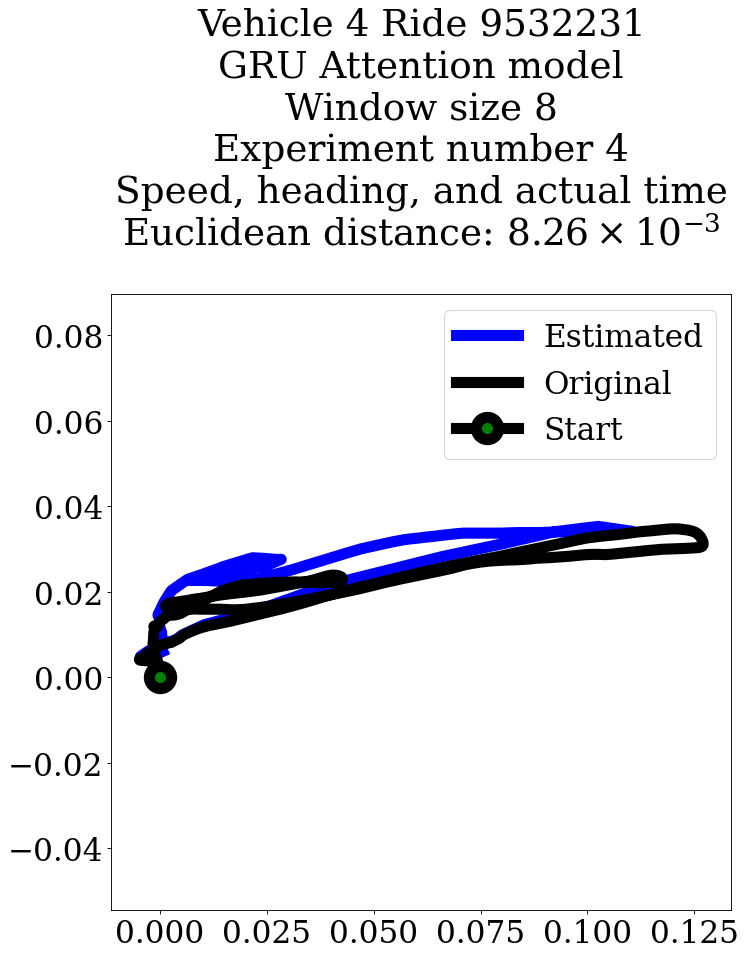 Vehicle 4 Ride 9532231
GRU Attention model
Window size 8
Experiment number 4
Speed, heading, and actual time
Euclidean distance: 8.26 × 10⁻³
Estimated
Original
Start
0.08
0.06
0.04
0.02
0.00
−0.02
−0.04
0.000 0.025 0.050 0.075 0.100 0.125